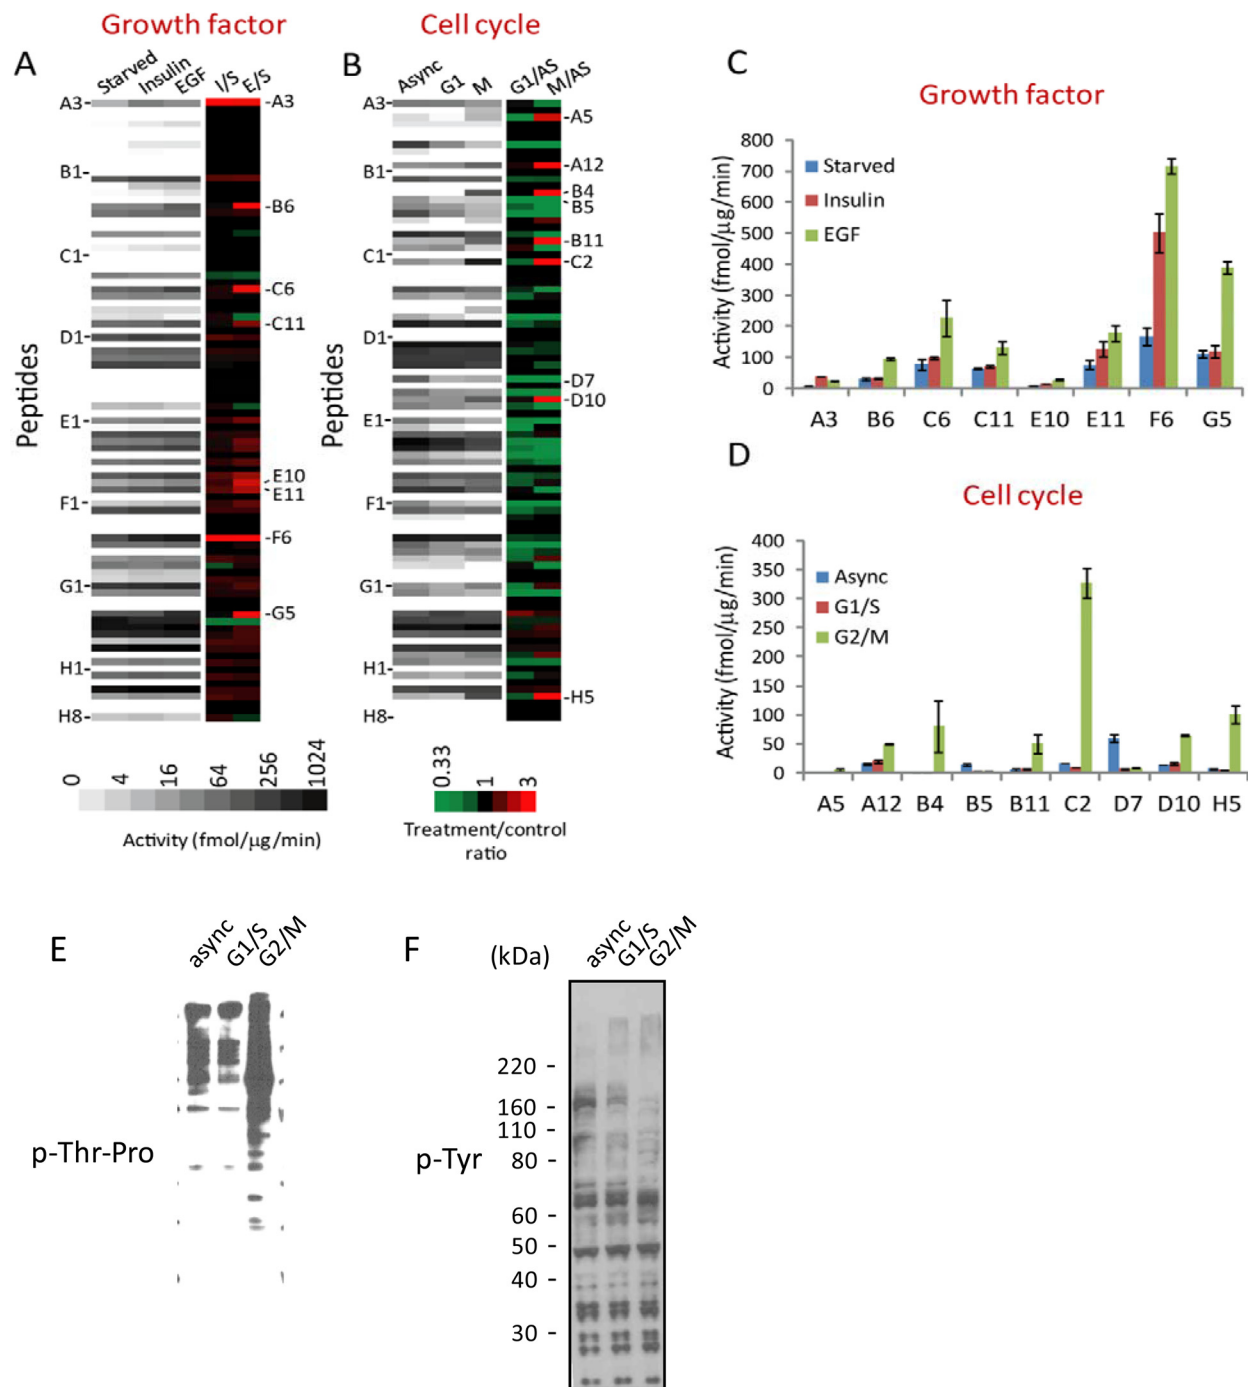 Growth factor
A
Starved
Insulin
EGF
I/S
E/S
Peptides
A3
B1
C1
D1
E1
F1
G1
H1
H8
A3
B6
C6
C11
E10
E11
F6
G5
0
4
16
64
256
1024
Activity (fmol/µg/min)
Cell cycle
B
Async
G1
M
G1/AS
M/AS
Peptides
A3
B1
C1
D1
E1
F1
G1
H1
H8
A5
A12
B4
B5
B11
C2
D7
D10
H5
0.33
1
3
Treatment/control
ratio
C
Growth factor
Activity (fmol/µg/min)
800
700
600
500
400
300
200
100
0
Starved
Insulin
EGF
A3 B6 C6 C11 E10 E11 F6 G5
D
Cell cycle
Activity (fmol/µg/min)
400
350
300
250
200
150
100
50
0
Async
G1/S
G2/M
A5 A12 B4 B5 B11 C2 D7 D10 H5
E
async
G1/S
G2/M
p-Thr-Pro
F
(kDa)
async
G1/S
G2/M
220
160
110
80
60
50
40
30
p-Tyr